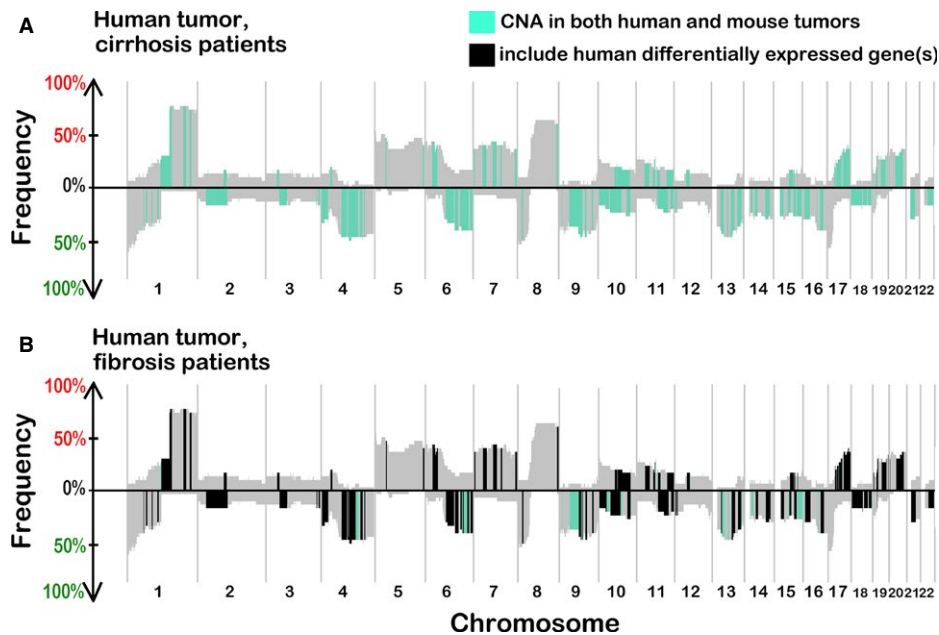 A
Human tumor,
cirrhosis patients
CNA in both human and mouse tumors
include human differentially expressed gene(s)
Frequency
100%
50%
0%
50%
100%
1 2 3 4 5 6 7 8 9 10 11 12 13 14 15 16 17 18 19 20 21 22
B
Human tumor,
fibrosis patients
Frequency
100%
50%
0%
50%
100%
1 2 3 4 5 6 7 8 9 10 11 12 13 14 15 16 17 18 19 20 21 22
Chromosome